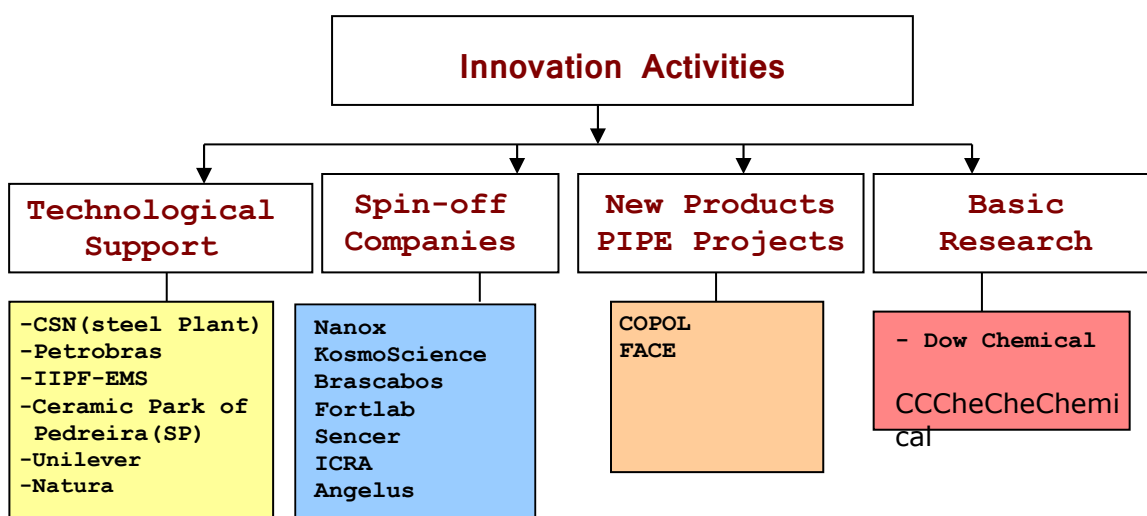 Innovation Activities
Technological
Support
Spin-off
Companies
New Products
PIPE Projects
Basic
Research
-CSN(steel Plant)
-Petrobras
-IIPF-EMS
-Ceramic Park of
Pedreira(SP)
-Unilever
-Natura
Nanox
KosmoScience
Brascabos
Fortlab
Sencer
ICRA
Angelus
COPOL
FACE
- Dow Chemical
CCCheCheChemi
cal